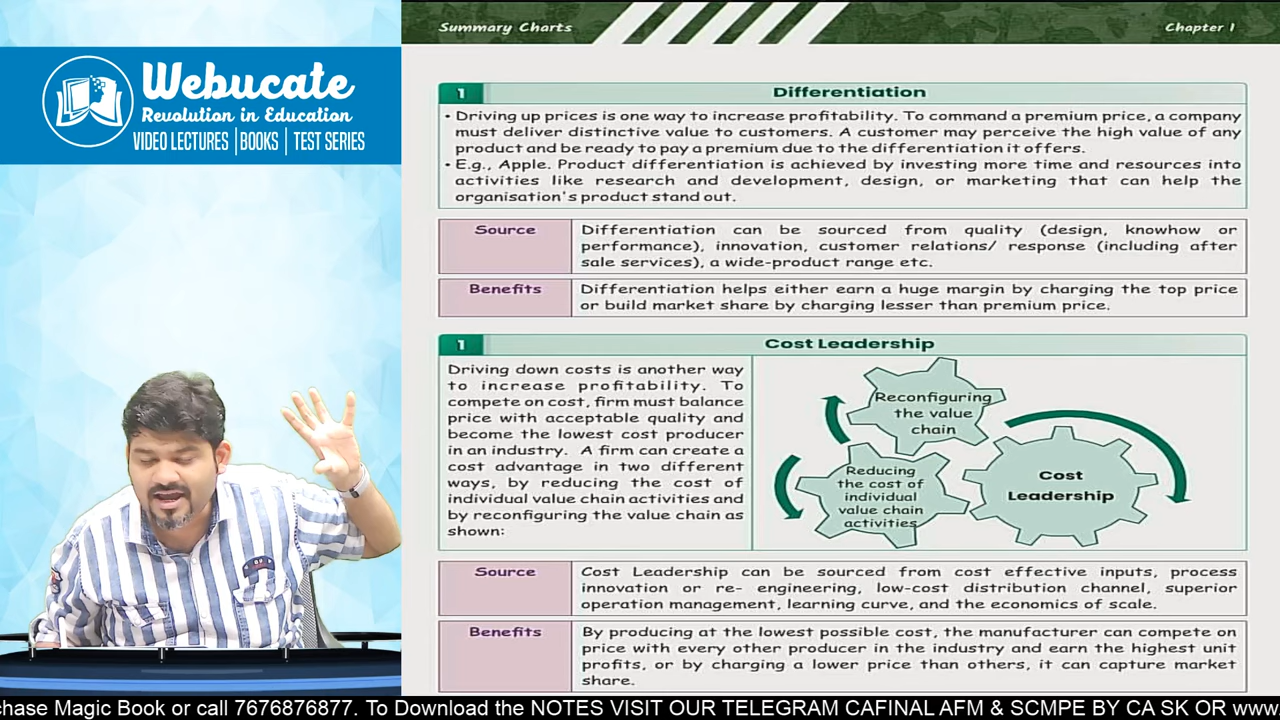 Summary Charts
Chapter 1
Webucate
Revolution in Education
VIDEO LECTURES | BOOKS | TEST SERIES
1
Differentiation
• Driving up prices is one way to increase profitability. To command a premium price, a company
must deliver distinctive value to customers. A customer may perceive the high value of any
product and be ready to pay a premium due to the differentiation it offers.
• E.g., Apple. Product differentiation is achieved by investing more time and resources into
activities like research and development, design, or marketing that can help the
organisation's product stand out.
Source
Differentiation can be sourced from quality (design, knowhow or
performance), innovation, customer relations/ response (including after
sale services), a wide-product range etc.
Benefits
Differentiation helps either earn a huge margin by charging the top price
or build market share by charging lesser than premium price.
1
Cost Leadership
Driving down costs is another way
to increase profitability. To
compete on cost, firm must balance
price with acceptable quality and
become the lowest cost producer
in an industry. A firm can create a
cost advantage in two different
ways, by reducing the cost of
individual value chain activities and
by reconfiguring the value chain as
shown:
Reconfiguring
the value
chain
Reducing
the cost of
individual
value chain
activities
Cost
Leadership
Source
Cost Leadership can be sourced from cost effective inputs, process
innovation or re- engineering, low-cost distribution channel, superior
operation management, learning curve, and the economics of scale.
Benefits
By producing at the lowest possible cost, the manufacturer can compete on
price with every other producer in the industry and earn the highest unit
profits, or by charging a lower price than others, it can capture market
share.
chase Magic Book or call 7676876877. To Download the NOTES VISIT OUR TELEGRAM CAFINAL AFM & SCMPE BY CA SK OR www.